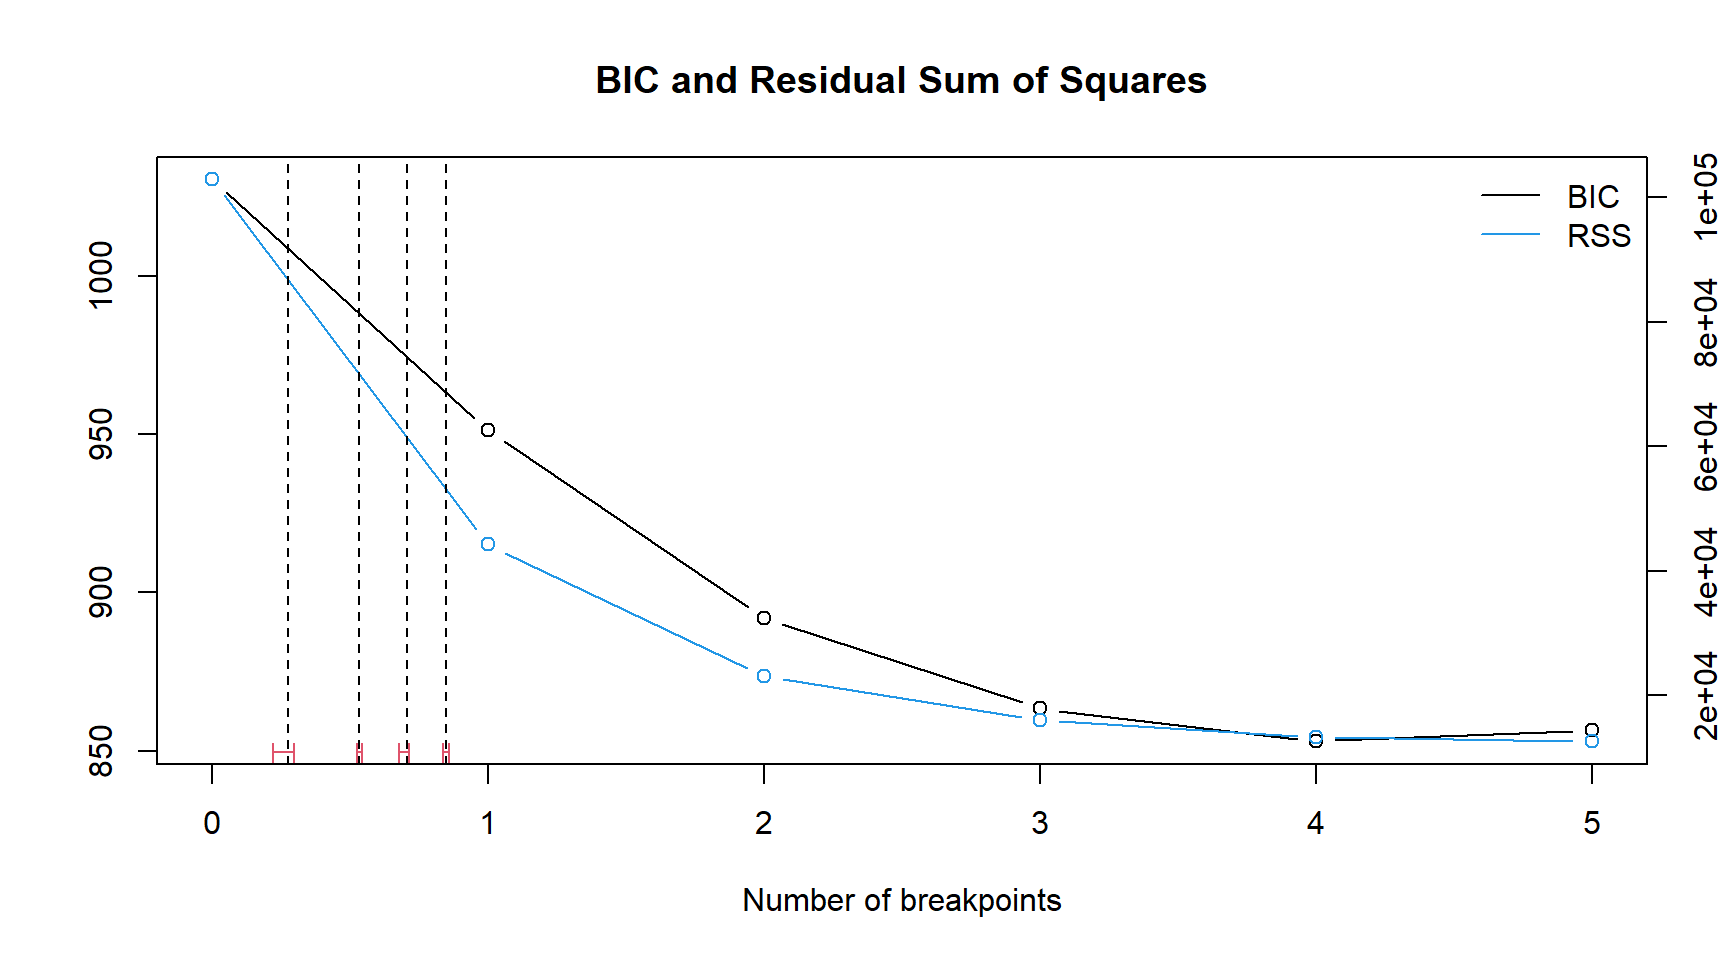 BIC and Residual Sum of Squares
BIC
RSS
1000
950
900
850
1e+05
8e+04
6e+04
4e+04
2e+04
0 1 2 3 4 5
Number of breakpoints